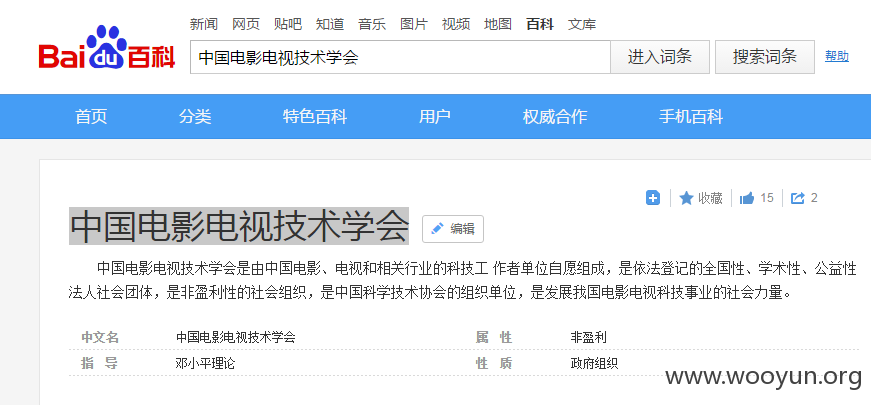 新闻 网页 贴吧 知道 音乐 图片 视频 地图 百科 文库
Bai du 百科
中国电影电视技术学会 进入词条 搜索词条 帮助
首页 分类 特色百科 用户 权威合作 手机百科
收藏 15 2
中国电影电视技术学会 编辑
中国电影电视技术学会是由中国电影、电视和相关行业的科技工 作者单位自愿组成，是依法登记的全国性、学术性、公益性
法人社会团体，是非盈利性的社会组织，是中国科学技术协会的组织单位，是发展我国电影电视科技事业的社会力量。
中文名 中国电影电视技术学会 属 性 非盈利
指 导 邓小平理论 性 质 政府组织
www.wooyun.org